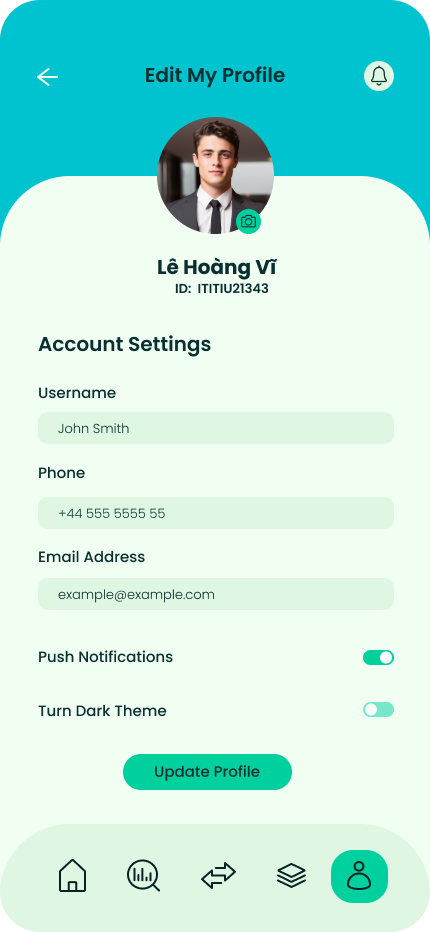 Edit My Profile
Lê Hoàng Vĩ
ID: ITITIU21343
Account Settings
Username
John Smith
Phone
+44 555 5555 55
Email Address
example@example.com
Push Notifications
Turn Dark Theme
Update Profile